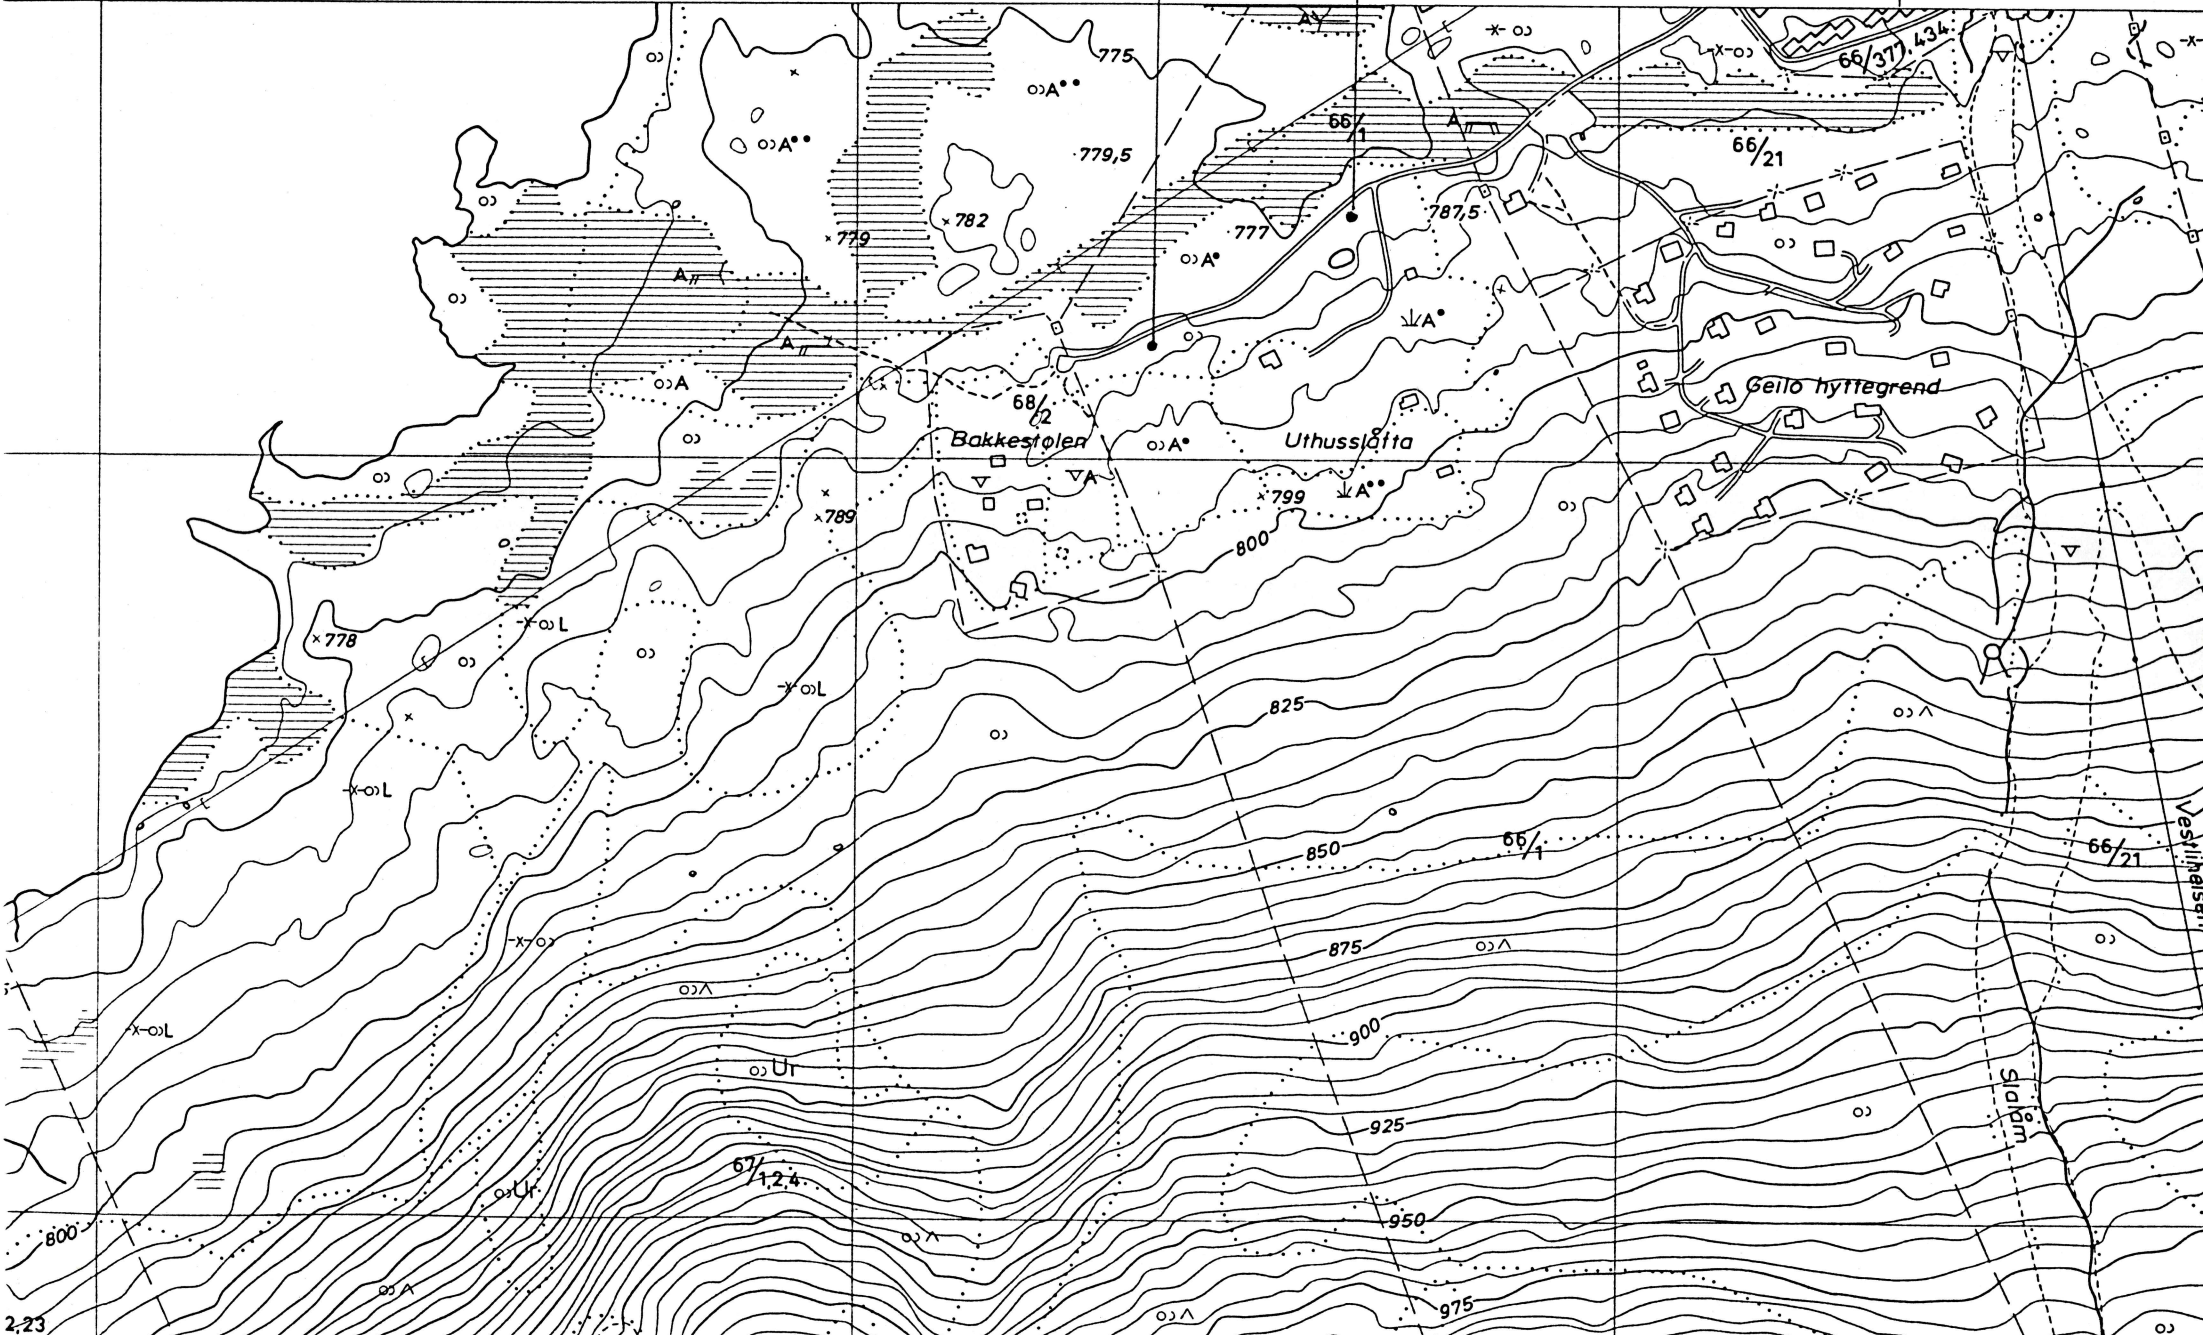 A
775
66/377,434
A••
A••
779,5
66/1
A
66/21
782
779
777
787,5
A•
A
A•
A
A
Geilo hyttegrend
68/2
Bakkestølen
A•
Uthusslåtta
A
799
A••
789
800
L
778
L
825
L
850
66/1
66/21
875
L
900
Ur
Slalåm
925
67/1,2,4
Ur
800
950
975
2,23